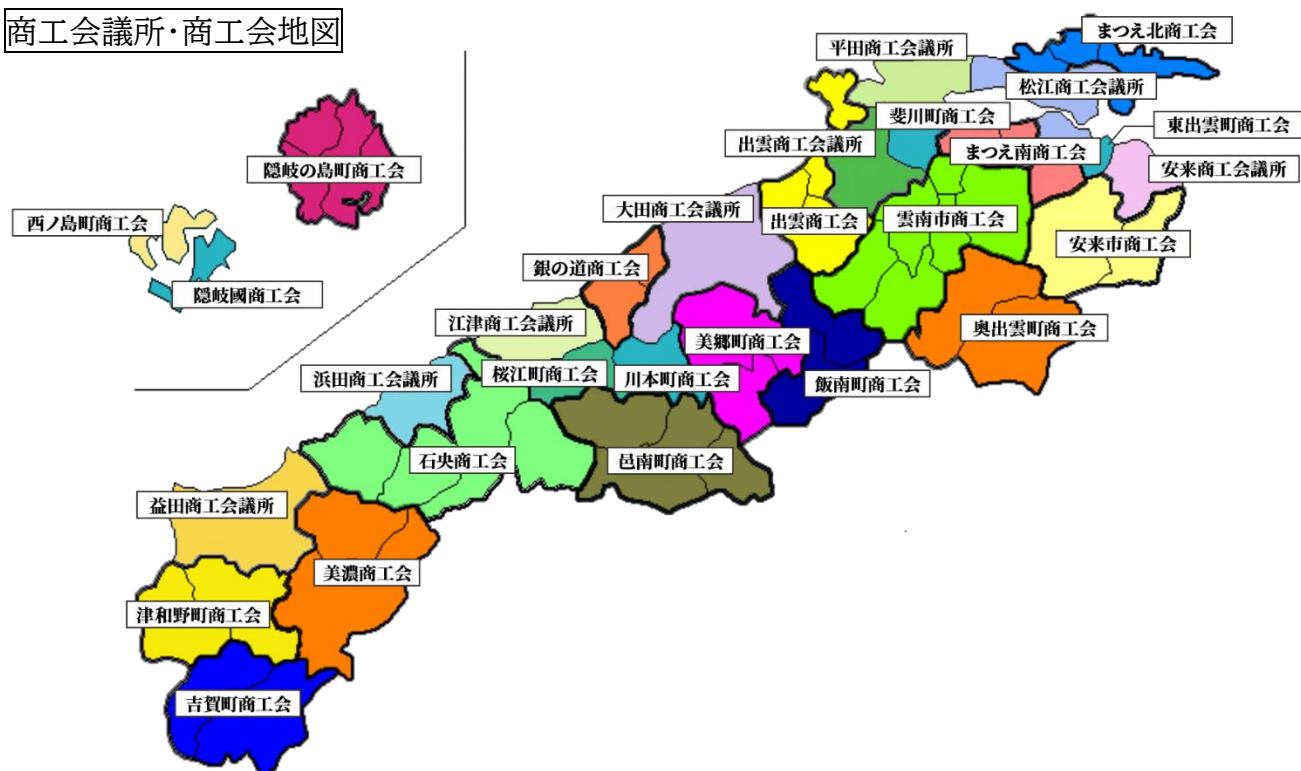 商工会議所・商工会地図
まつえ北商工会
平田商工会議所
松江商工会議所
斐川町商工会
東出雲町商工会
出雲商工会議所
まつえ南商工会
安来商工会議所
隠岐の島町商工会
大田商工会議所
出雲商工会
雲南市商工会
西ノ島町商工会
安来市商工会
銀の道商工会
隠岐國商工会
江津商工会議所
美郷町商工会
奥出雲町商工会
浜田商工会議所
桜江町商工会
川本町商工会
飯南町商工会
石央商工会
邑南町商工会
益田商工会議所
美濃商工会
津和野町商工会
吉賀町商工会